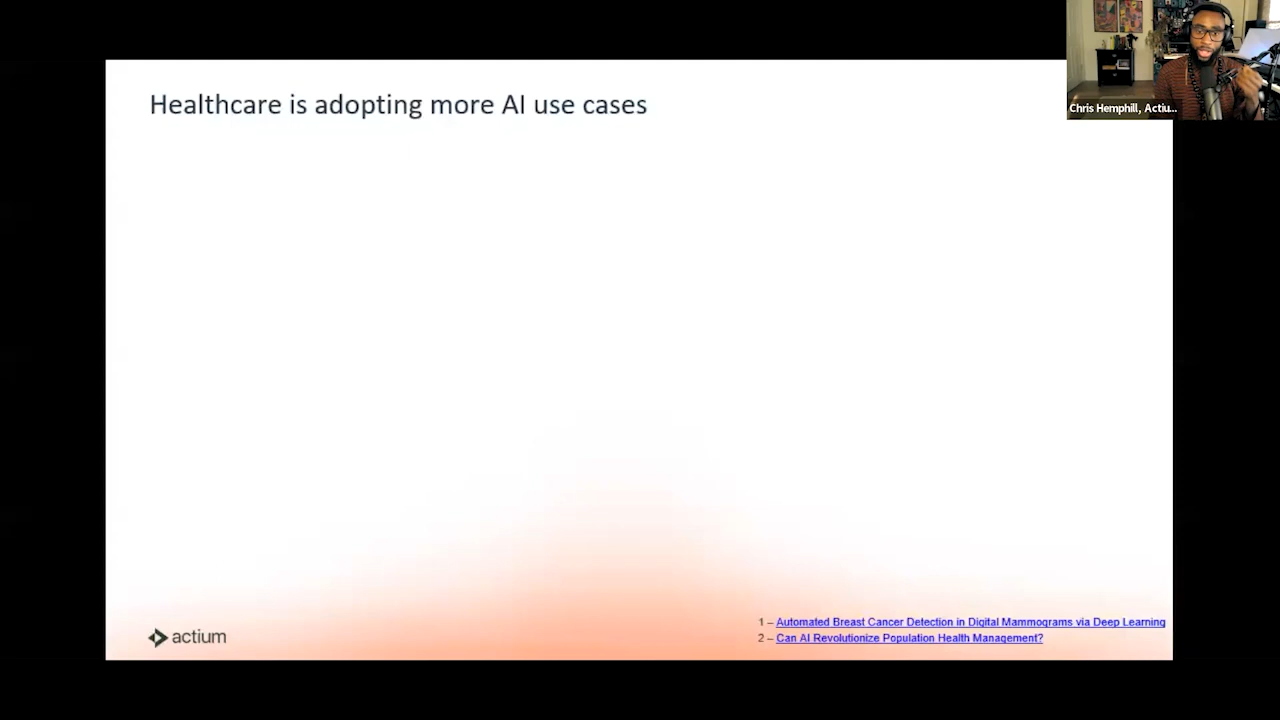 Healthcare is adopting more AI use cases
Chris Hemphill, Actiu...
actium
1 – Automated Breast Cancer Detection in Digital Mammograms via Deep Learning
2 – Can AI Revolutionize Population Health Management?